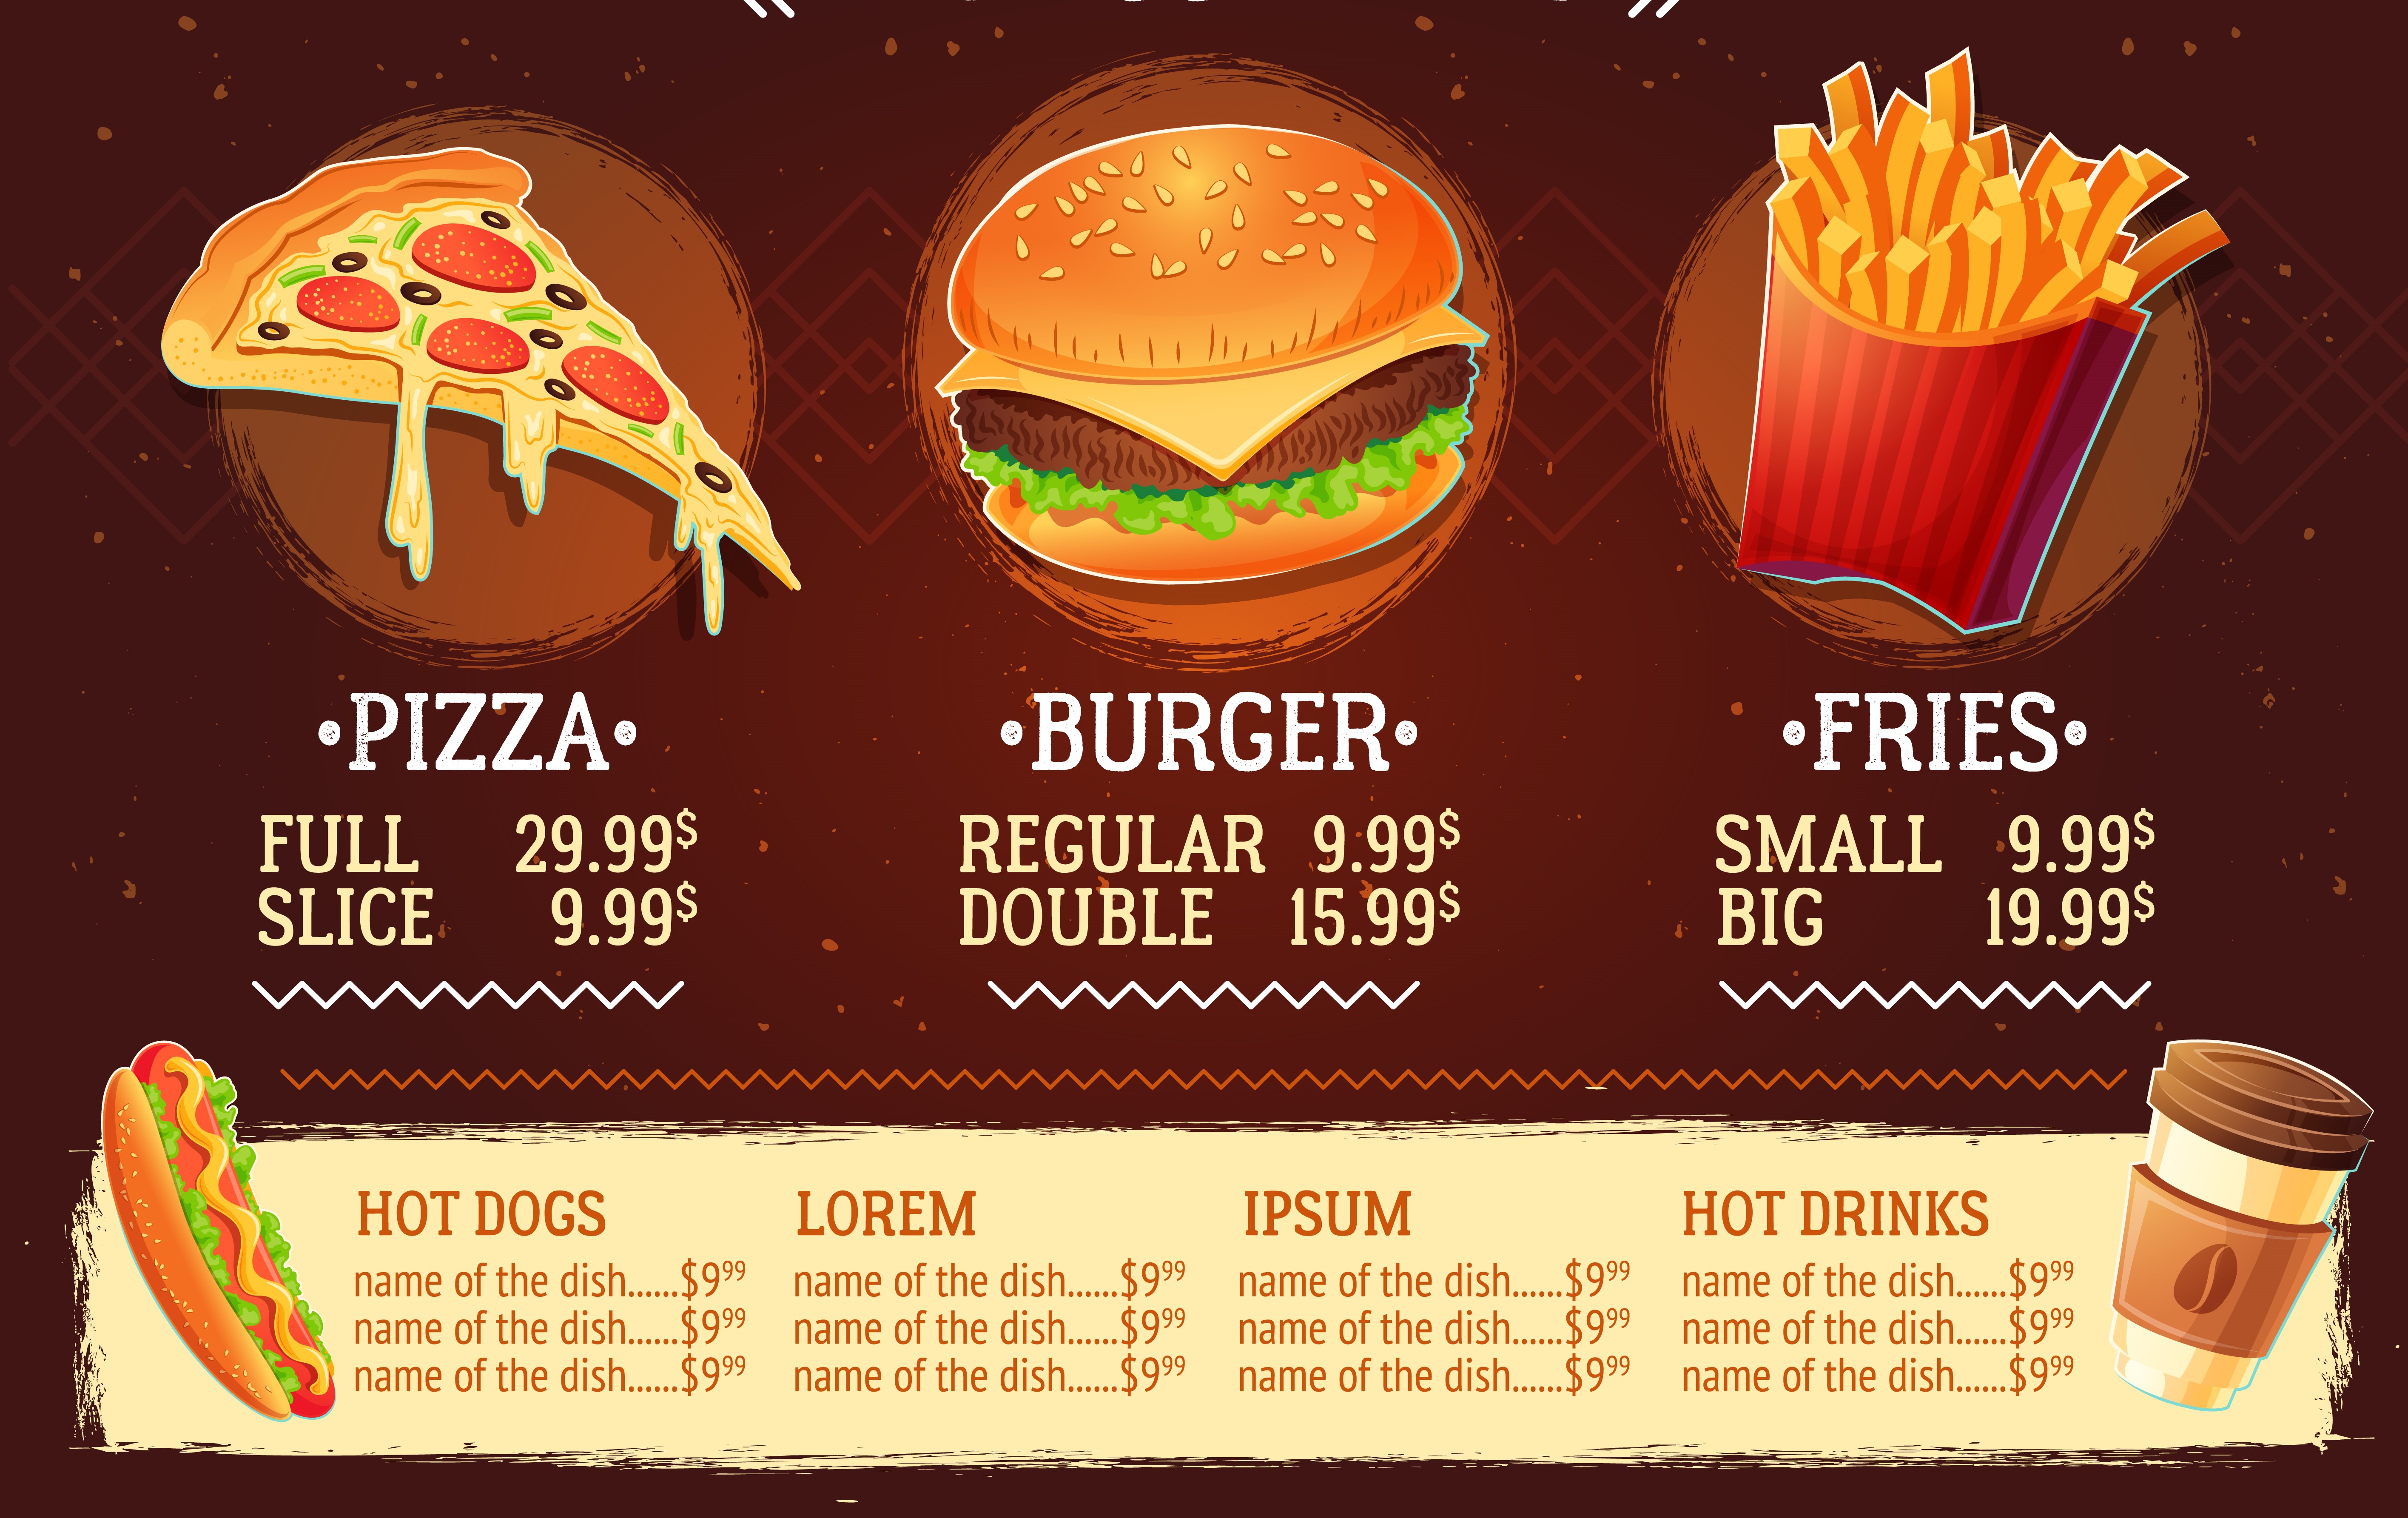 •PIZZA•
FULL 29.99$
SLICE 9.99$
•BURGER•
REGULAR 9.99$
DOUBLE 15.99$
•FRIES•
SMALL 9.99$
BIG 19.99$
HOT DOGS
name of the dish......$9⁹⁹
name of the dish......$9⁹⁹
name of the dish......$9⁹⁹
LOREM
name of the dish......$9⁹⁹
name of the dish......$9⁹⁹
name of the dish......$9⁹⁹
IPSUM
name of the dish......$9⁹⁹
name of the dish......$9⁹⁹
name of the dish......$9⁹⁹
HOT DRINKS
name of the dish......$9⁹⁹
name of the dish......$9⁹⁹
name of the dish......$9⁹⁹